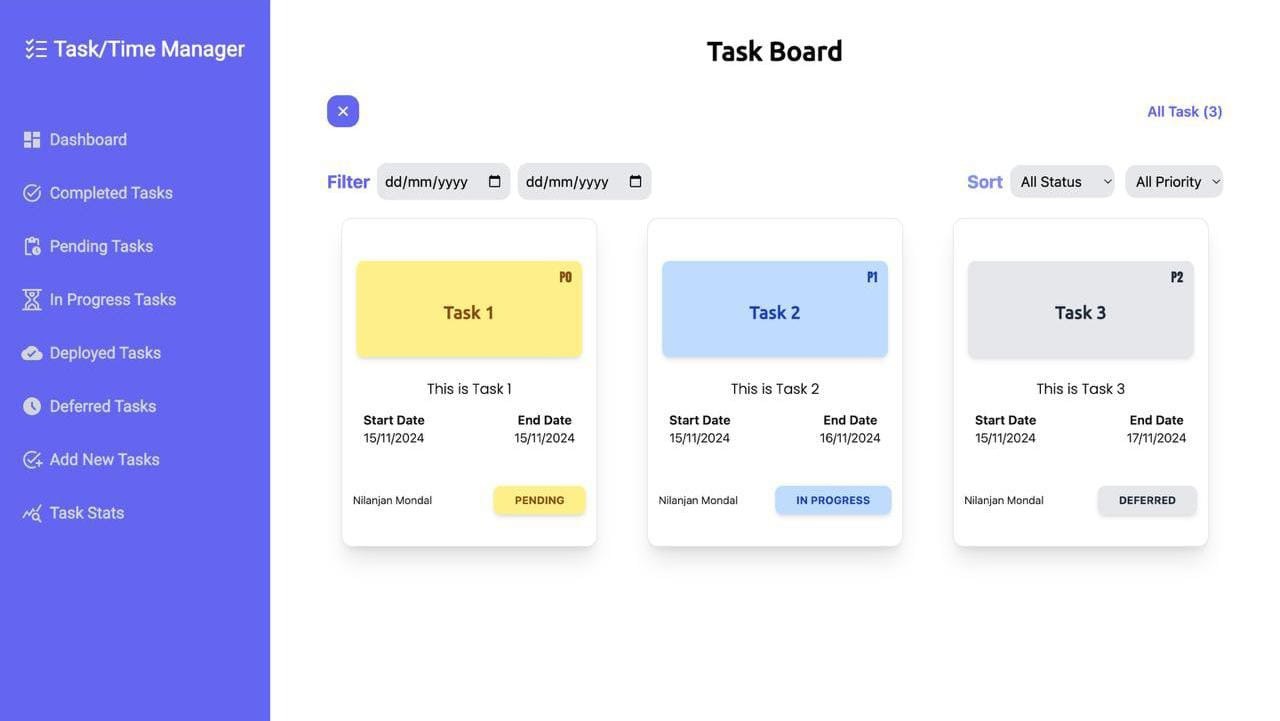 Task/Time Manager
Dashboard
Completed Tasks
Pending Tasks
In Progress Tasks
Deployed Tasks
Deferred Tasks
Add New Tasks
Task Stats
Task Board
All Task (3)
Filter dd/mm/yyyy dd/mm/yyyy
Sort All Status All Priority
P0
Task 1
This is Task 1
Start Date End Date
15/11/2024 15/11/2024
Nilanjan Mondal PENDING
P1
Task 2
This is Task 2
Start Date End Date
15/11/2024 16/11/2024
Nilanjan Mondal IN PROGRESS
P2
Task 3
This is Task 3
Start Date End Date
15/11/2024 17/11/2024
Nilanjan Mondal DEFERRED